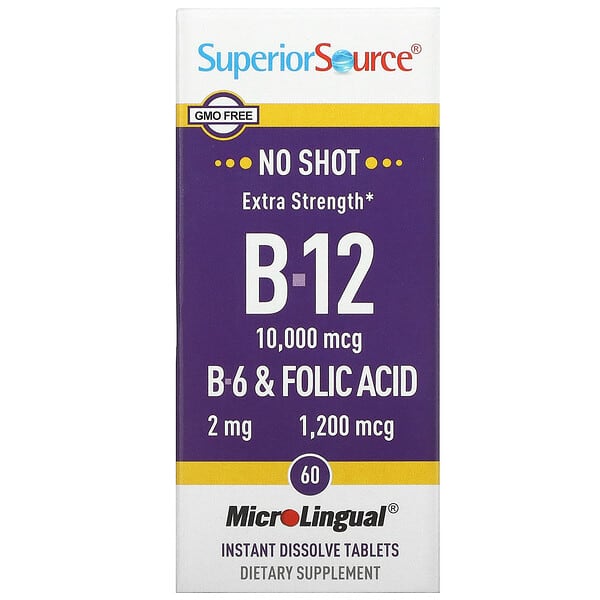 SuperiorSource®
GMO FREE
NO SHOT
Extra Strength*
B-12
10,000 mcg
B-6 & FOLIC ACID
2 mg 1,200 mcg
60
MicroLingual®
INSTANT DISSOLVE TABLETS
DIETARY SUPPLEMENT